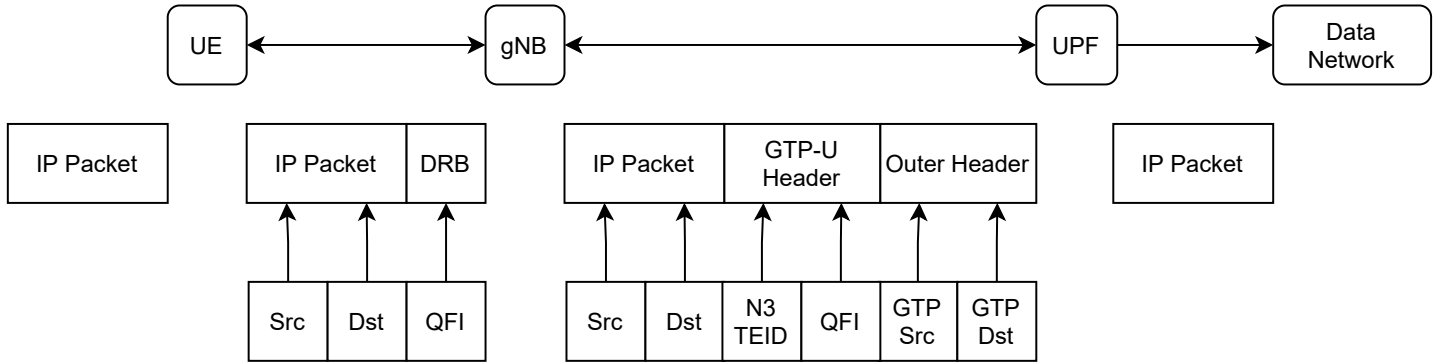 UE
gNB
UPF
Data
Network
IP Packet
IP Packet
DRB
IP Packet
GTP-U
Header
Outer Header
IP Packet
Src
Dst
QFI
Src
Dst
N3
TEID
QFI
GTP
Src
GTP
Dst